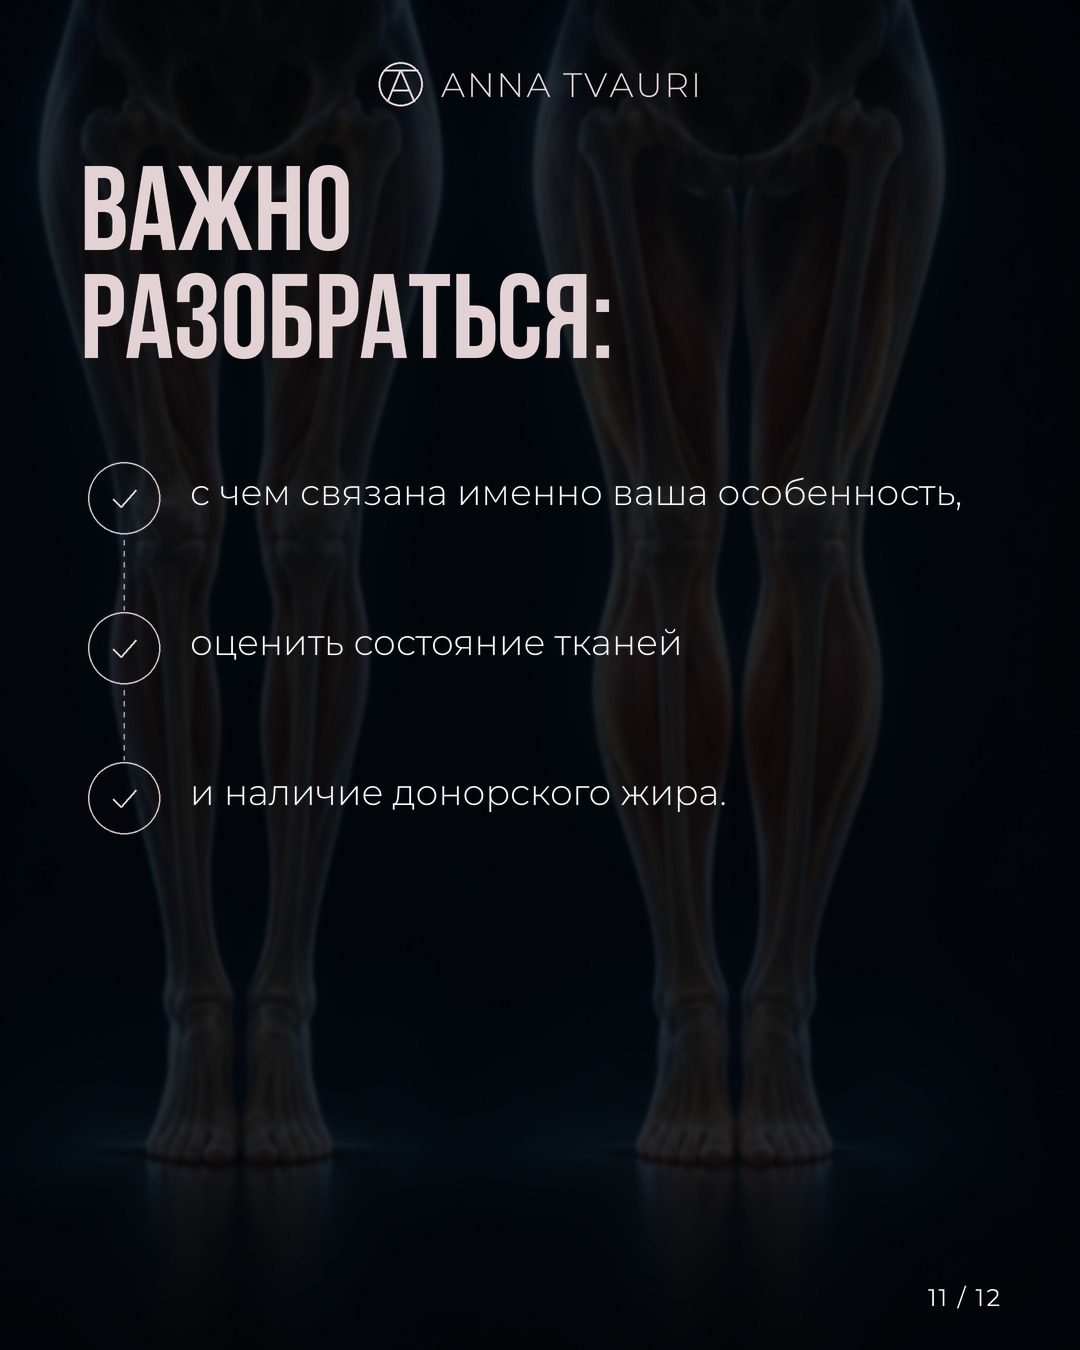 ANNA TVAURI
ВАЖНО
РАЗОБРАТЬСЯ:
с чем связана именно ваша особенность,
оценить состояние тканей
и наличие донорского жира.
11 / 12